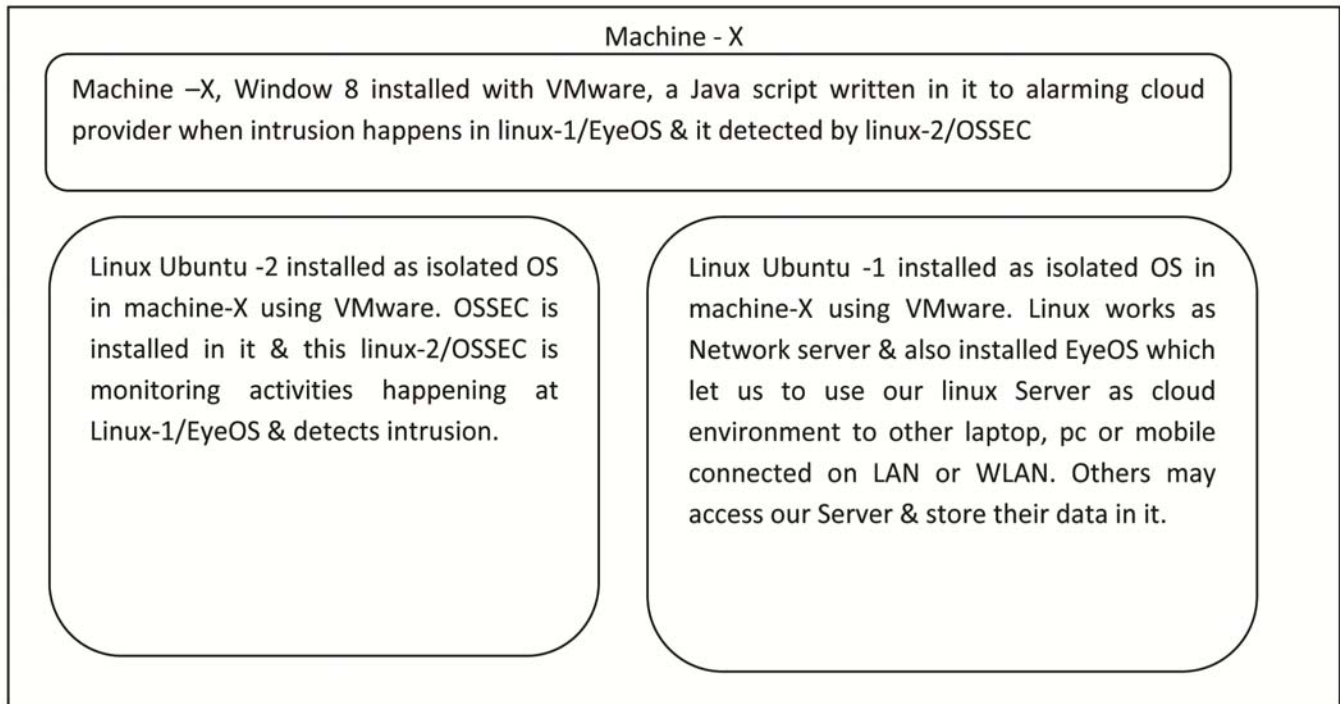 Machine - X
Machine –X, Window 8 installed with VMware, a Java script written in it to alarming cloud
provider when intrusion happens in linux-1/EyeOS & it detected by linux-2/OSSEC
Linux Ubuntu -2 installed as isolated OS
in machine-X using VMware. OSSEC is
installed in it & this linux-2/OSSEC is
monitoring activities happening at
Linux-1/EyeOS & detects intrusion.
Linux Ubuntu -1 installed as isolated OS in
machine-X using VMware. Linux works as
Network server & also installed EyeOS which
let us to use our linux Server as cloud
environment to other laptop, pc or mobile
connected on LAN or WLAN. Others may
access our Server & store their data in it.